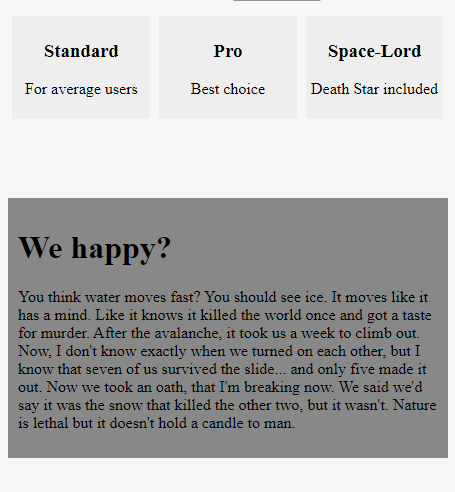 Standard Pro Space-Lord
For average users Best choice Death Star included
We happy?
You think water moves fast? You should see ice. It moves like it
has a mind. Like it knows it killed the world once and got a taste
for murder. After the avalanche, it took us a week to climb out.
Now, I don't know exactly when we turned on each other, but I
know that seven of us survived the slide... and only five made it
out. Now we took an oath, that I'm breaking now. We said we'd
say it was the snow that killed the other two, but it wasn't. Nature
is lethal but it doesn't hold a candle to man.